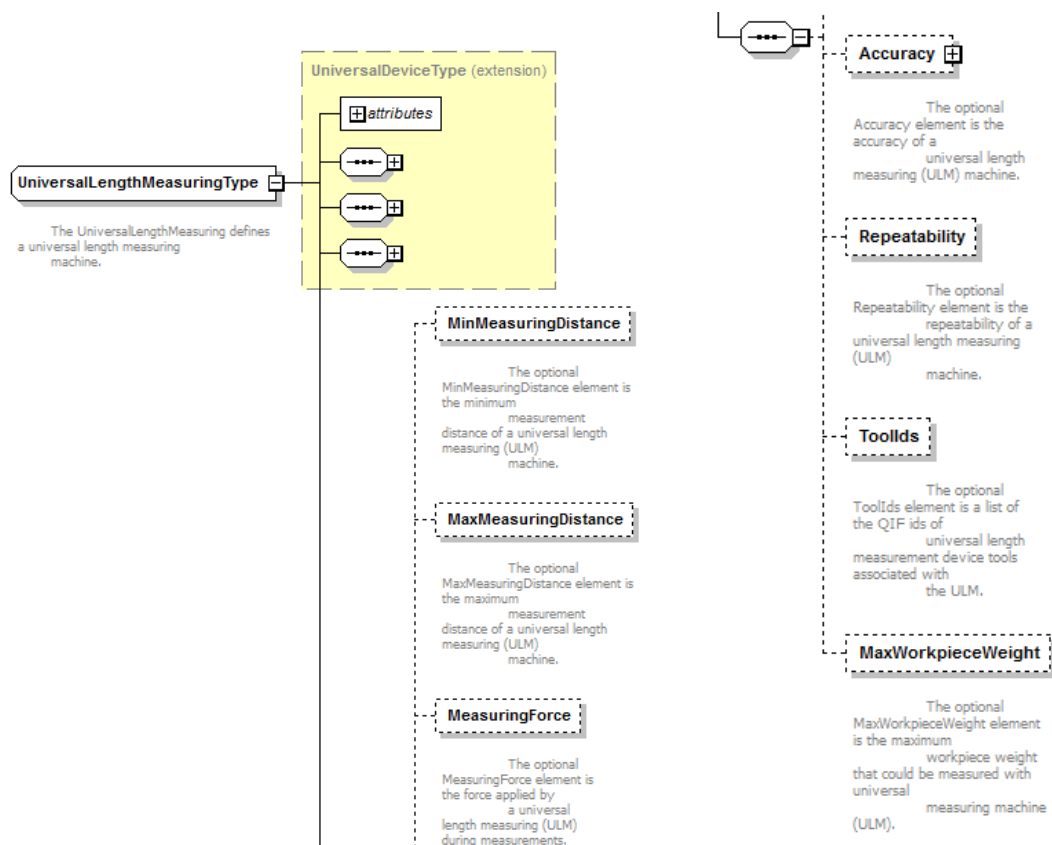 UniversalDeviceType (extension)
attributes
UniversalLengthMeasuringType
The UniversalLengthMeasuring defines
a universal length measuring
machine.
MinMeasuringDistance
The optional
MinMeasuringDistance element is
the minimum
measurement
distance of a universal length
measuring (ULM)
machine.
MaxMeasuringDistance
The optional
MaxMeasuringDistance element is
the maximum
measurement
distance of a universal length
measuring (ULM)
machine.
MeasuringForce
The optional
MeasuringForce element is
the force applied by
a universal
length measuring (ULM)
during measurements.
Accuracy
The optional
Accuracy element is the
accuracy of a
universal length
measuring (ULM) machine.
Repeatability
The optional
Repeatability element is the
repeatability of a
universal length measuring
(ULM)
machine.
ToolIds
The optional
ToolIds element is a list of
the QIF ids of
universal length
measurement device tools
associated with
the ULM.
MaxWorkpieceWeight
The optional
MaxWorkpieceWeight element
is the maximum
workpiece weight
that could be measured with
universal
measuring machine
(ULM).